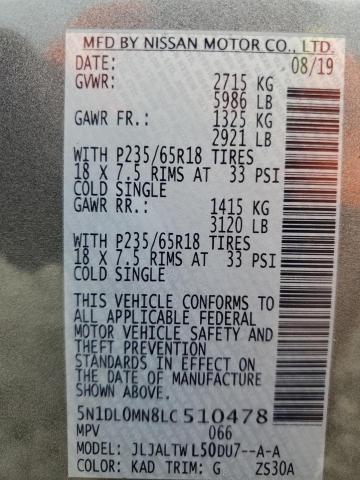 MFD BY NISSAN MOTOR CO., LTD.
DATE: 08/19
GVWR: 2715 KG
5986 LB
GAWR FR.: 1325 KG
2921 LB
WITH P235/65R18 TIRES
18 X 7.5 RIMS AT 33 PSI
COLD SINGLE
GAWR RR.: 1415 KG
3120 LB
WITH P235/65R18 TIRES
18 X 7.5 RIMS AT 33 PSI
COLD SINGLE
THIS VEHICLE CONFORMS TO
ALL APPLICABLE FEDERAL
MOTOR VEHICLE SAFETY AND
THEFT PREVENTION
STANDARDS IN EFFECT ON
THE DATE OF MANUFACTURE
SHOWN ABOVE.
5N1DL0MN8LC510478
MPV 066
MODEL: JLJALTWL50DU7--A-A
COLOR: KAD TRIM: G ZS30A